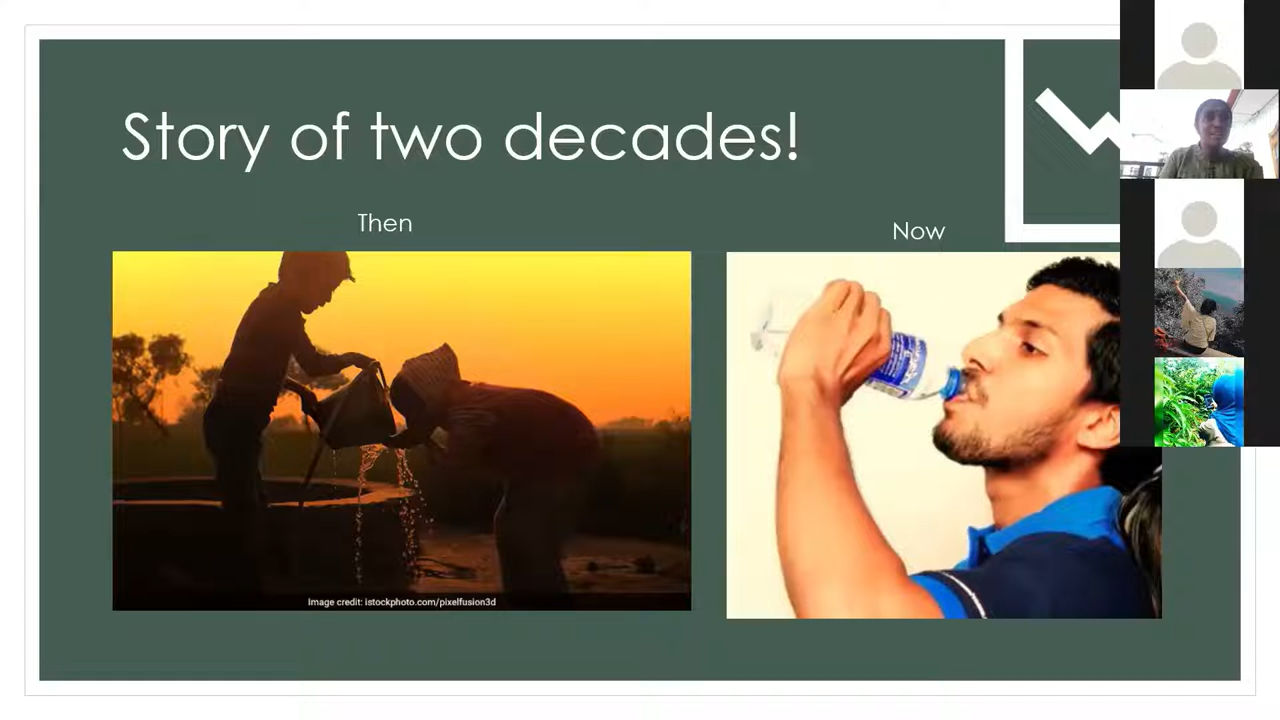 Story of two decades!
Then
Now
Image credit: istockphoto.com/pixelfusion3d